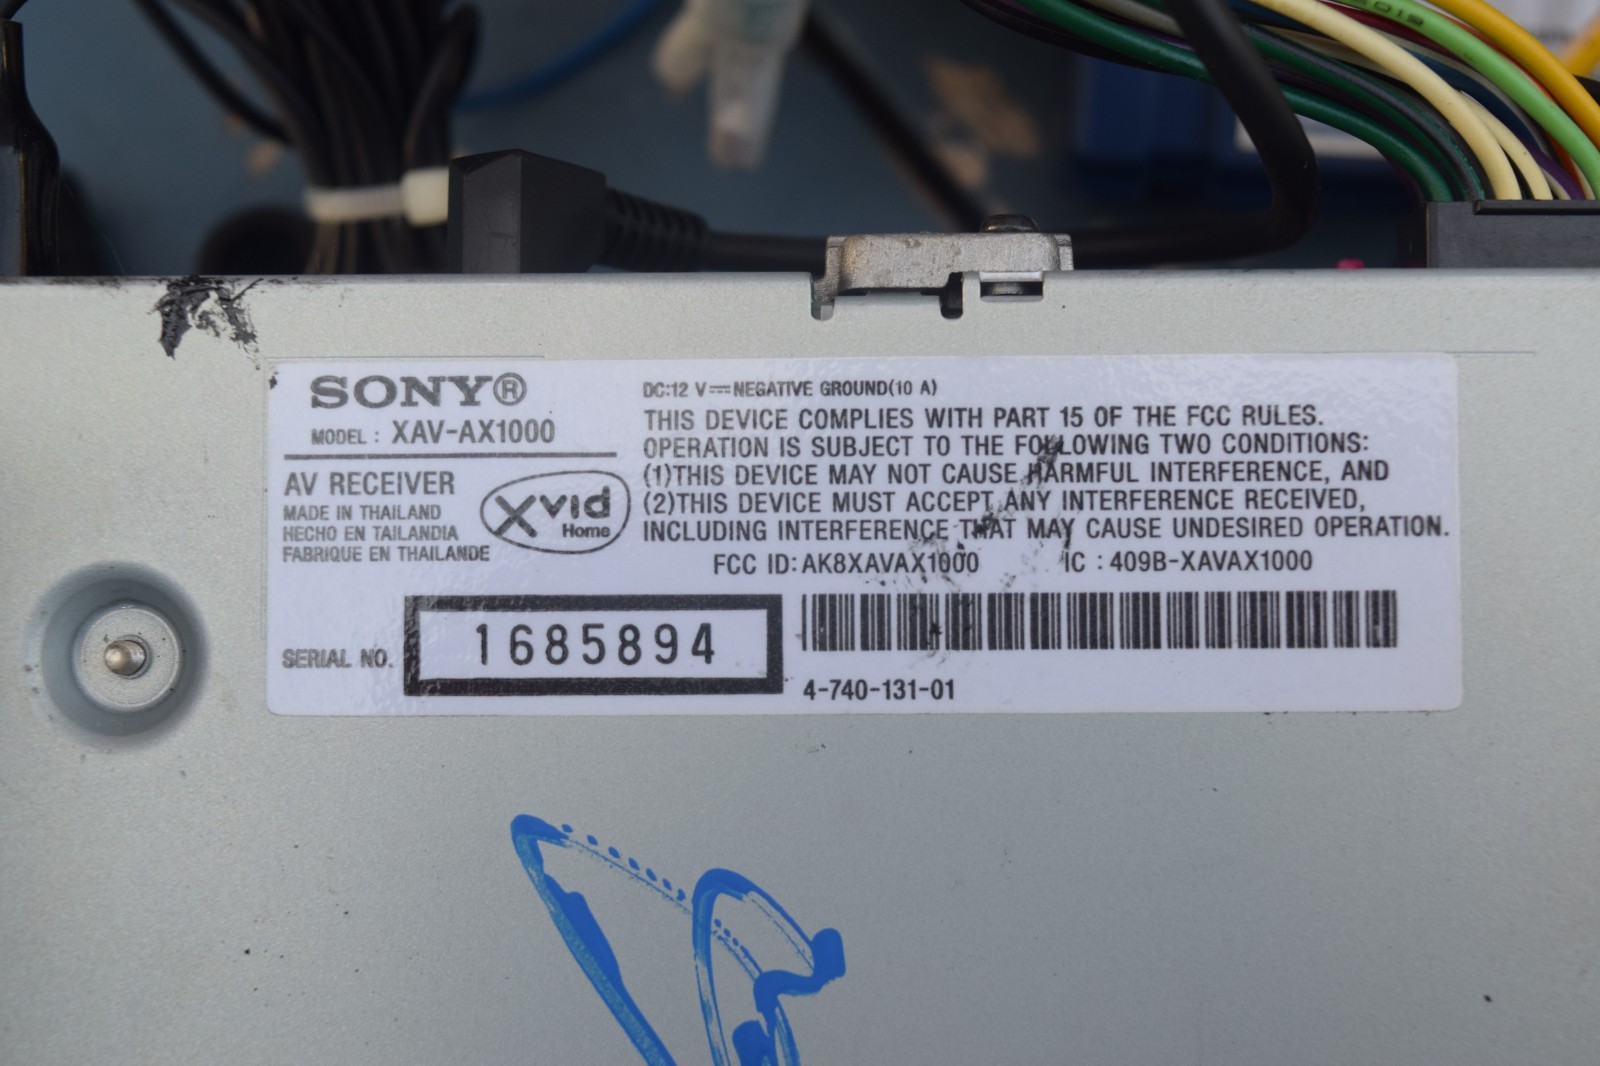 SONY®
MODEL : XAV-AX1000
AV RECEIVER
MADE IN THAILAND
HECHO EN TAILANDIA
FABRIQUE EN THAILANDE
Xvid
Home
DC:12 V⎓NEGATIVE GROUND(10 A)
THIS DEVICE COMPLIES WITH PART 15 OF THE FCC RULES.
OPERATION IS SUBJECT TO THE FOLLOWING TWO CONDITIONS:
(1)THIS DEVICE MAY NOT CAUSE HARMFUL INTERFERENCE, AND
(2)THIS DEVICE MUST ACCEPT ANY INTERFERENCE RECEIVED,
INCLUDING INTERFERENCE THAT MAY CAUSE UNDESIRED OPERATION.
FCC ID:AK8XAVAX1000 IC : 409B-XAVAX1000
SERIAL NO. 1685894
4-740-131-01